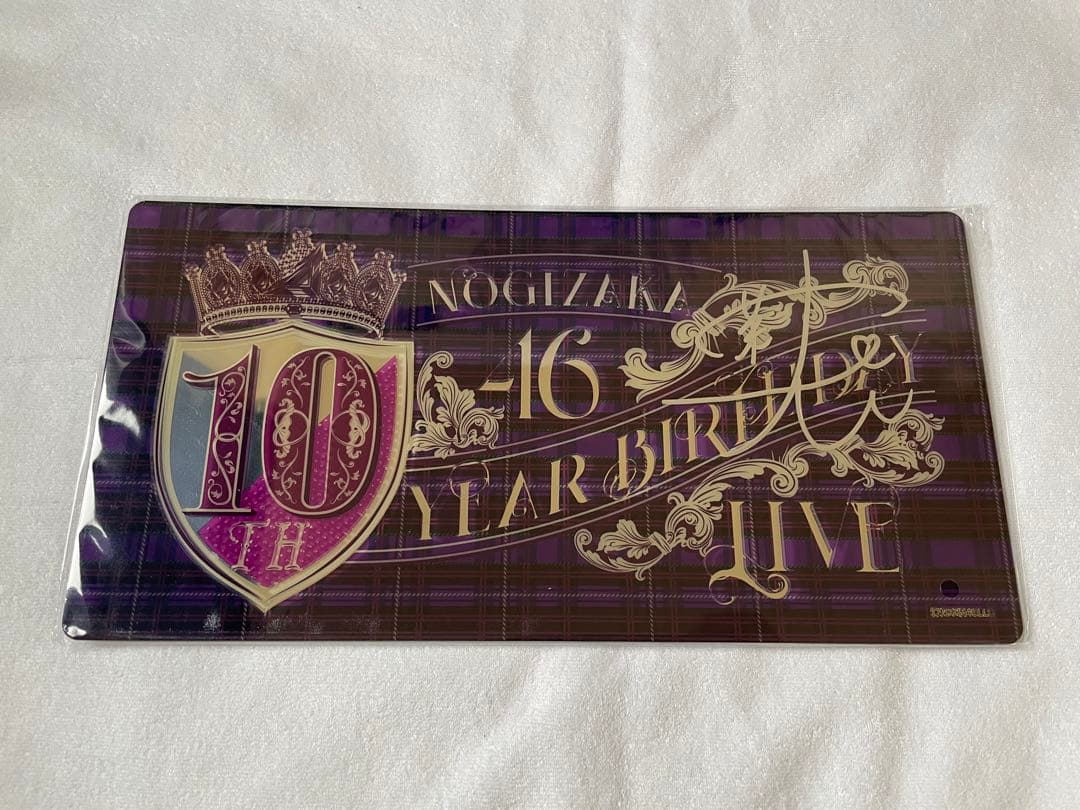 10
TH
NOGIZAKA
46
YEAR BIRTHDAY
LIVE